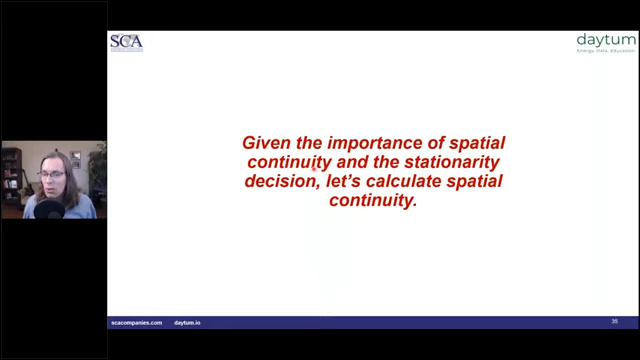 SCA
daytum
Energy Data Education
Given the importance of spatial
continuity and the stationarity
decision, let's calculate spatial
continuity.
scacompanies.com daytum.io
35